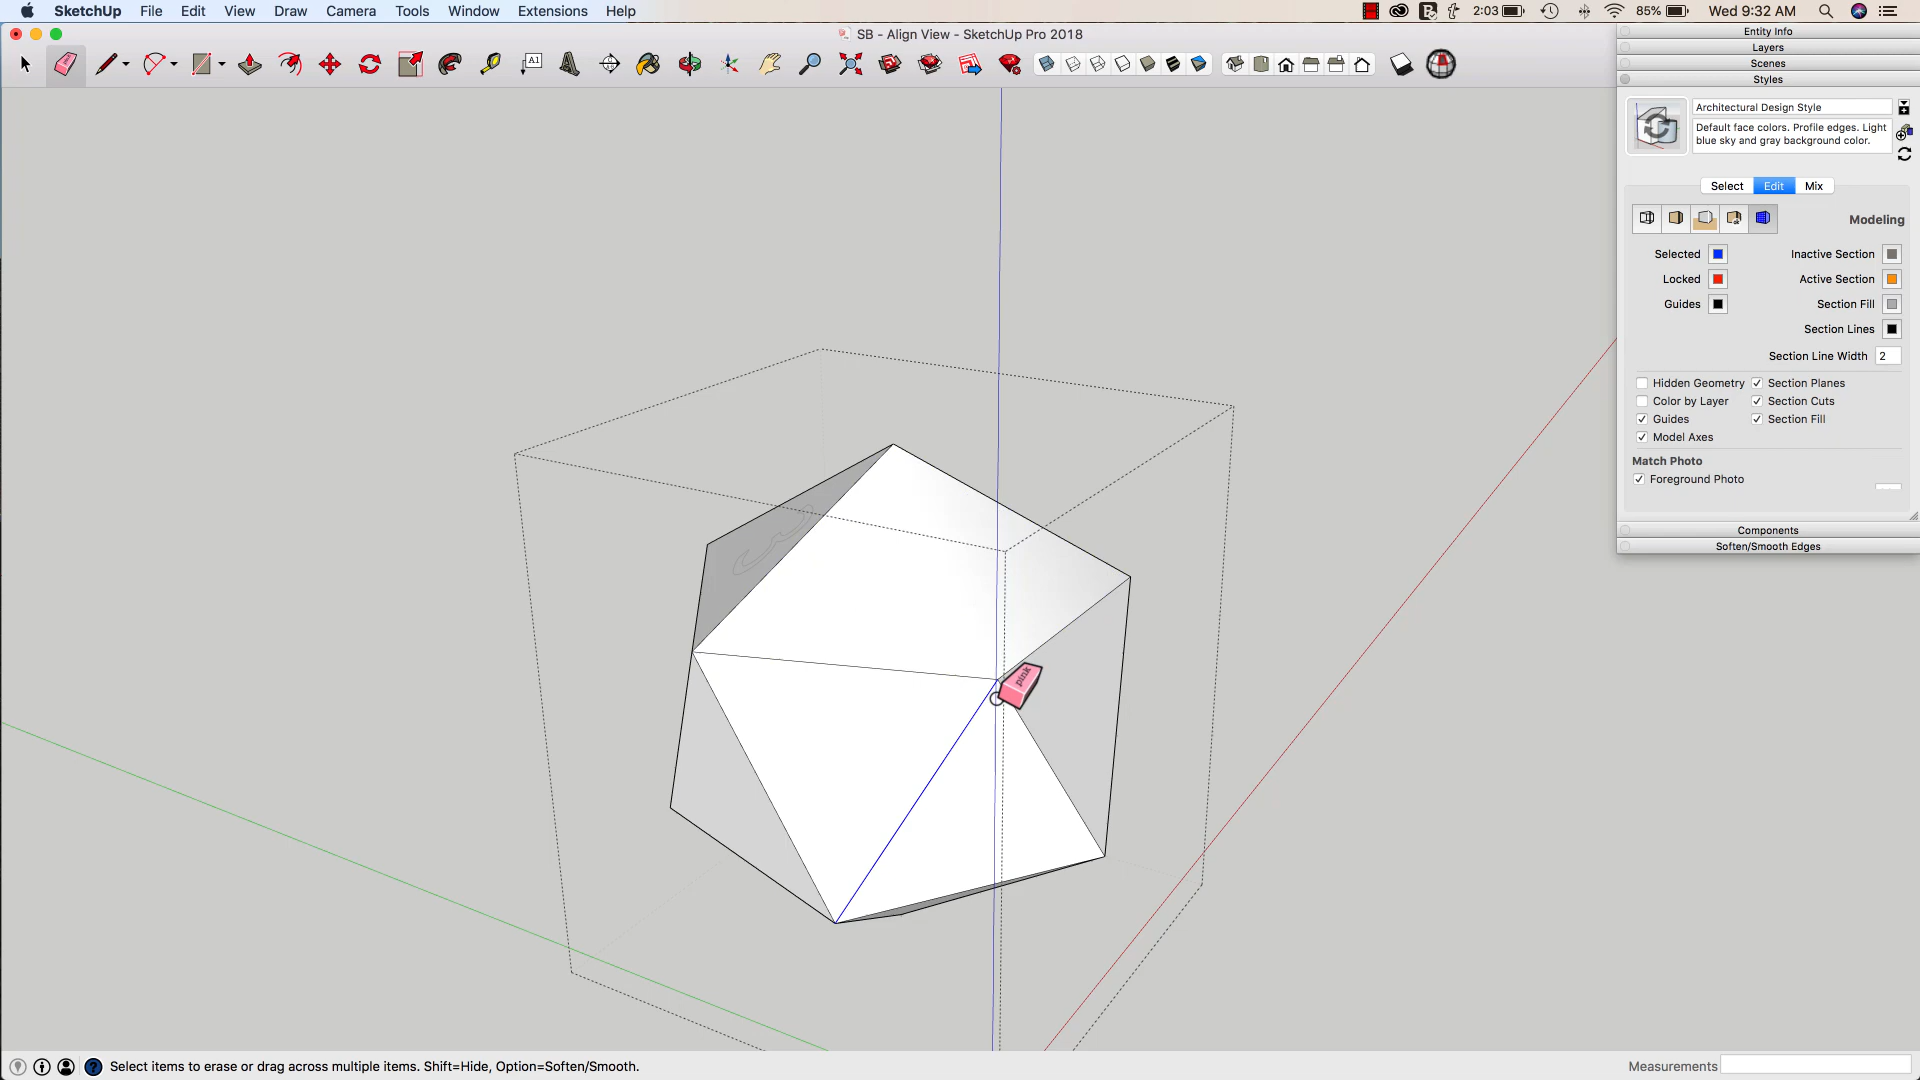 SketchUp File Edit View Draw Camera Tools Window Extensions Help
2:03 85% Wed 9:32 AM
SB - Align View - SketchUp Pro 2018
A1
Entity Info
Layers
Scenes
Styles
Architectural Design Style
Default face colors. Profile edges. Light
blue sky and gray background color.
Select Edit Mix
Modeling
Selected Inactive Section
Locked Active Section
Guides Section Fill
Section Lines
Section Line Width 2
Hidden Geometry Section Planes
Color by Layer Section Cuts
Guides Section Fill
Model Axes
Match Photo
Foreground Photo
Components
Soften/Smooth Edges
pink
Select items to erase or drag across multiple items. Shift=Hide, Option=Soften/Smooth.
Measurements